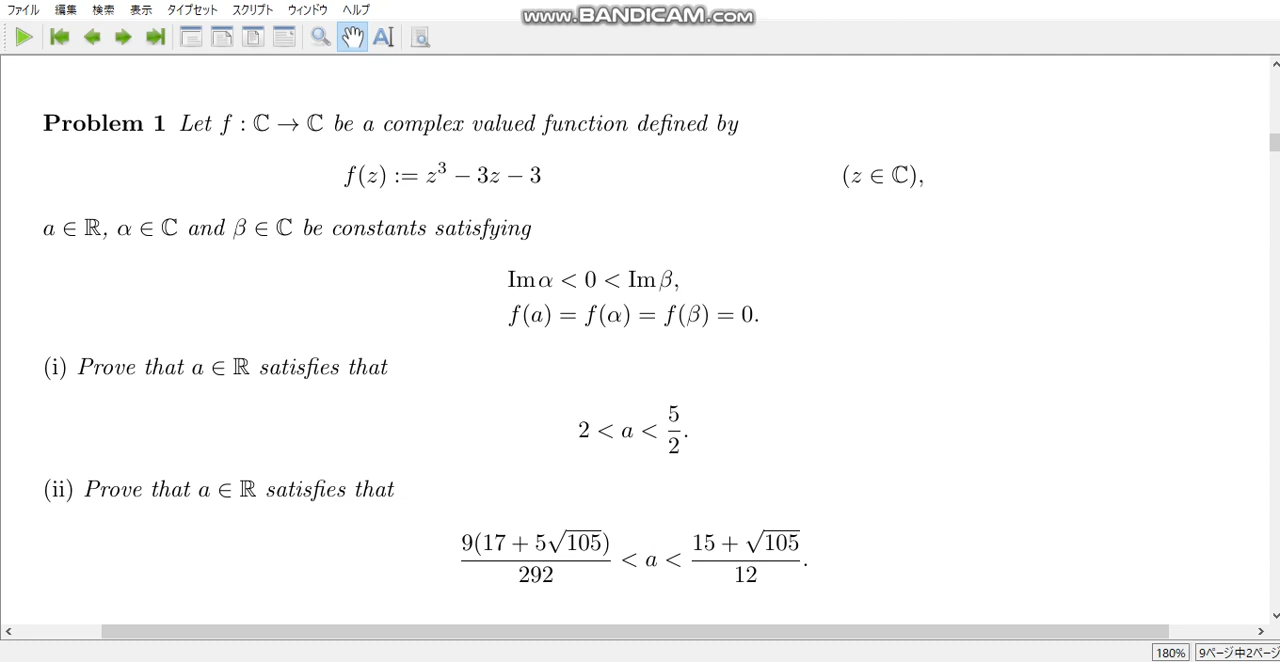 ファイル 編集 検索 表示 タイプセット スクリプト ウィンドウ ヘルプ
www.BANDICAM.com
Problem 1 Let f : ℂ → ℂ be a complex valued function defined by
f(z) := z³ − 3z − 3 (z ∈ ℂ),
a ∈ ℝ, α ∈ ℂ and β ∈ ℂ be constants satisfying
Im α < 0 < Im β,
f(a) = f(α) = f(β) = 0.
(i) Prove that a ∈ ℝ satisfies that
2 < a < 5/2.
(ii) Prove that a ∈ ℝ satisfies that
9(17 + 5√105)/292 < a < (15 + √105)/12.
180% 9ページ中2ページ